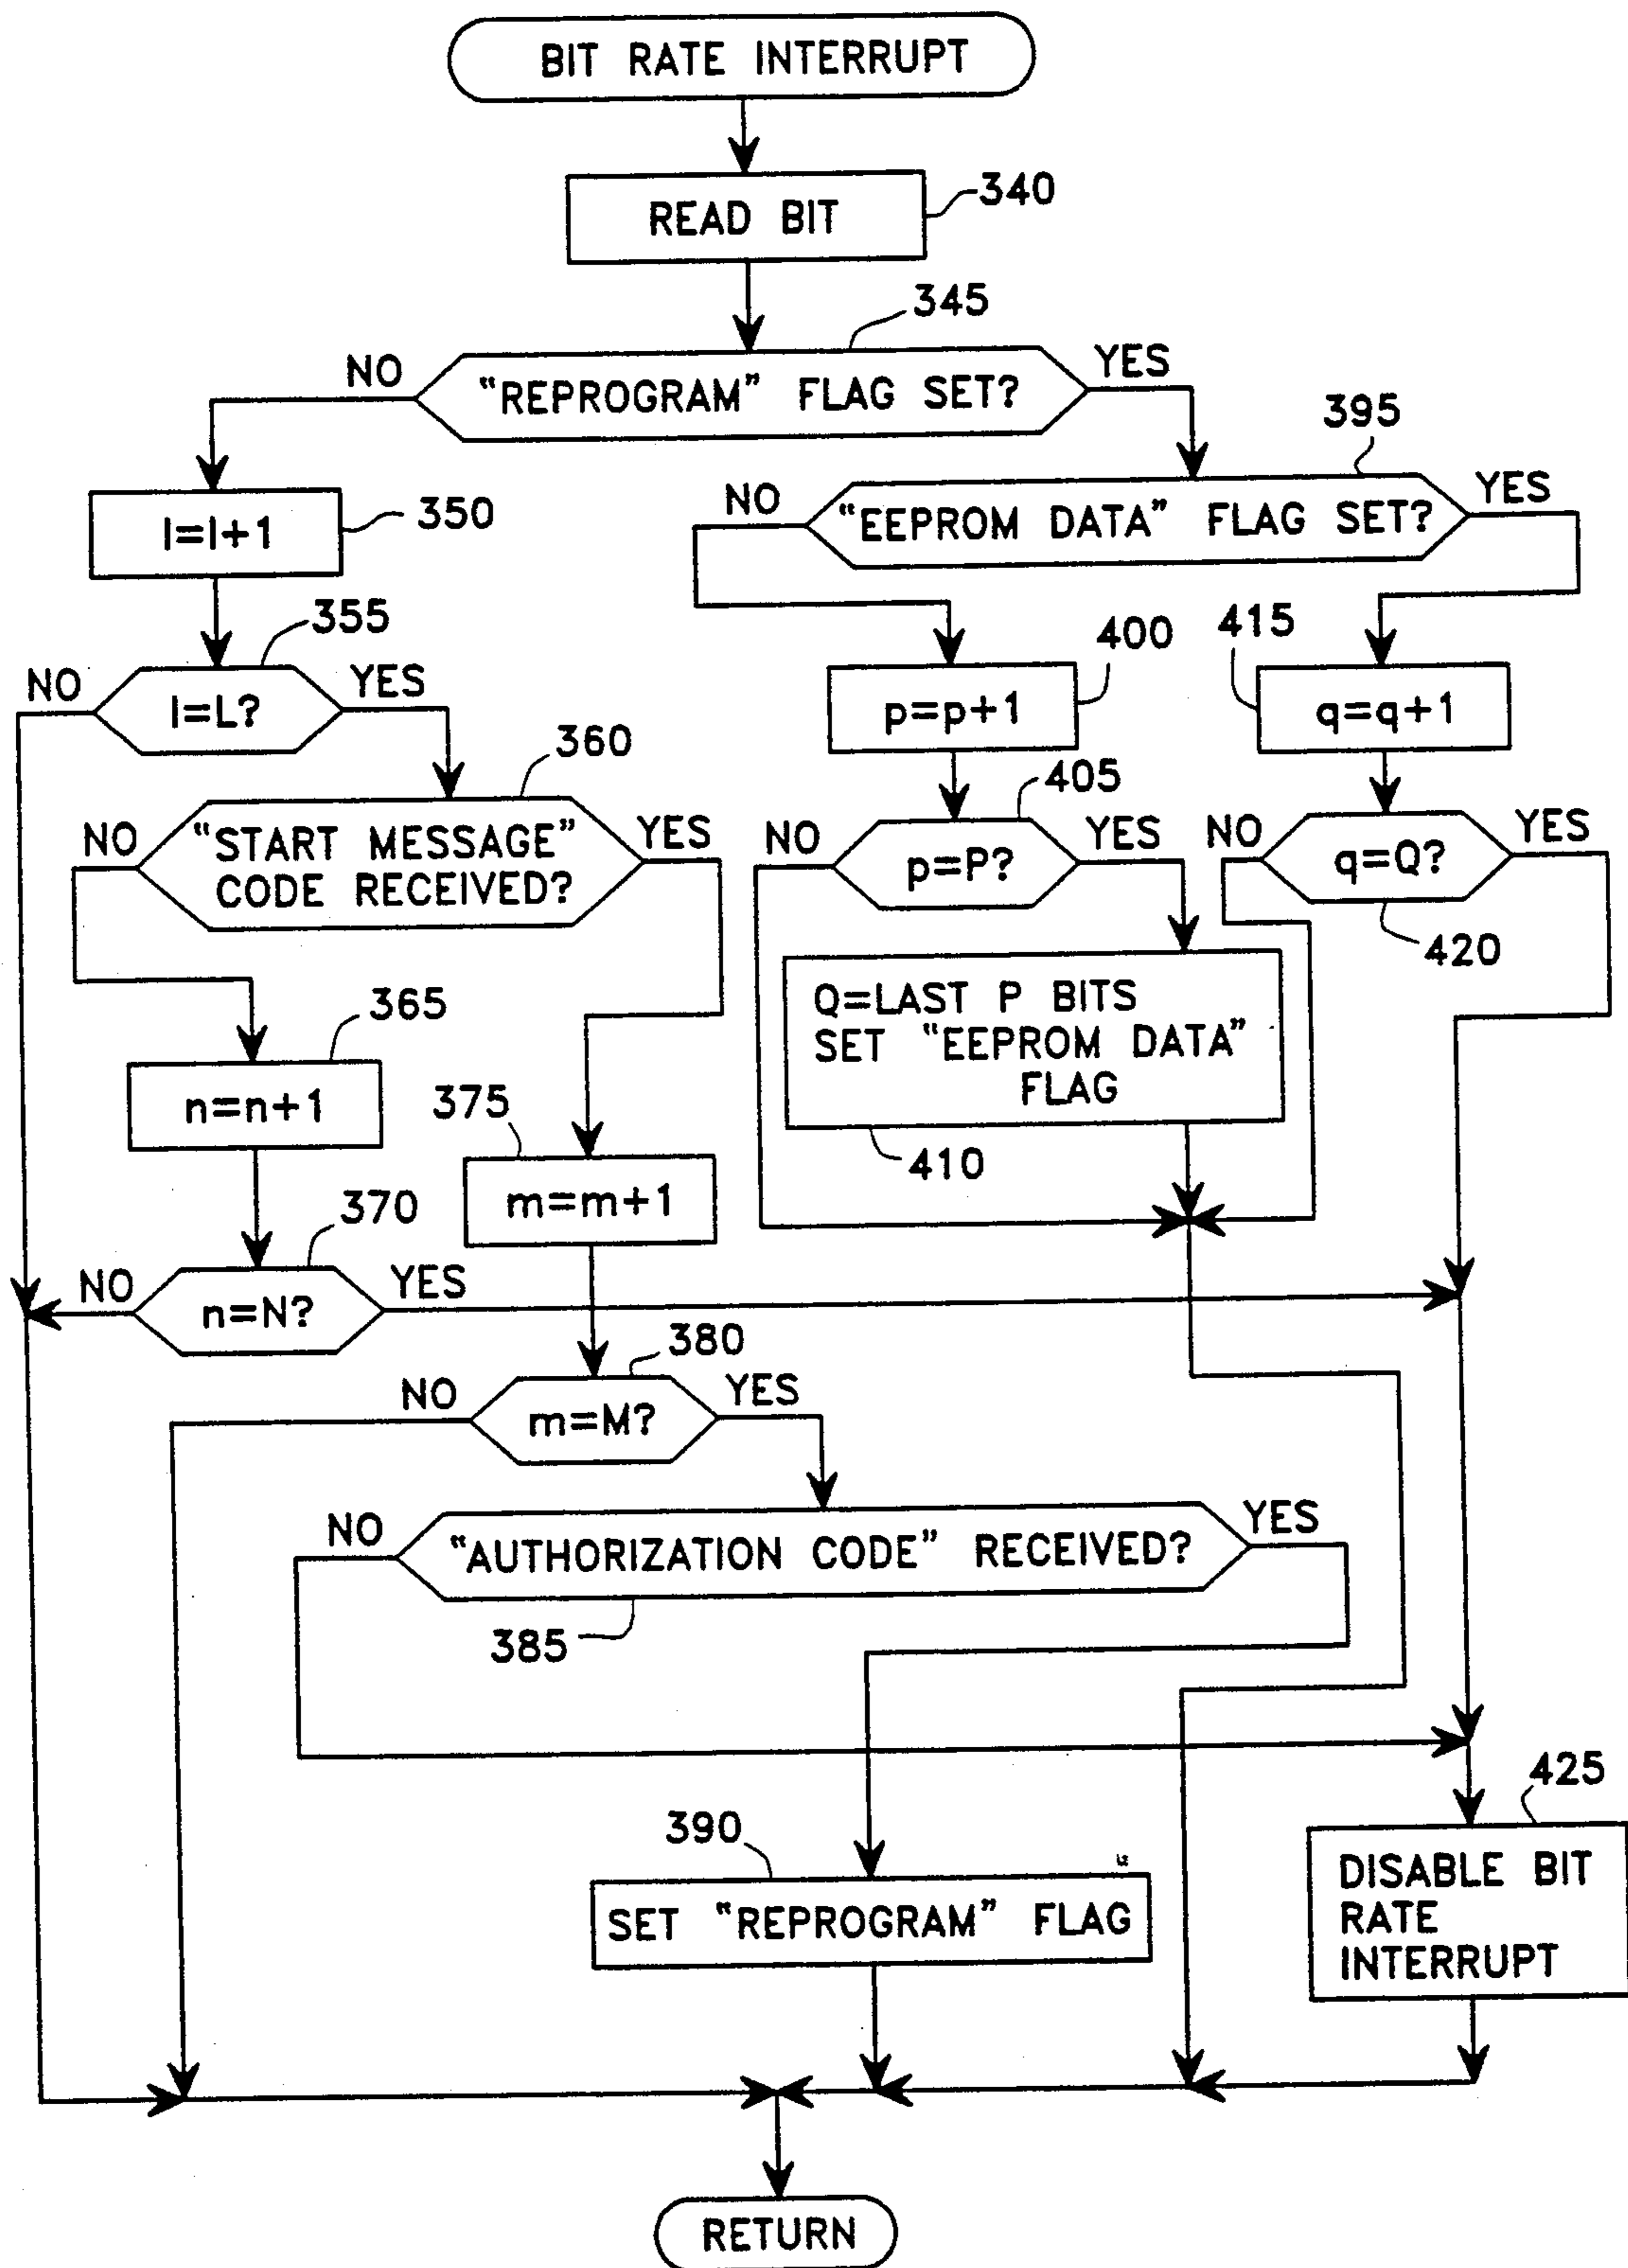 BIT RATE INTERRUPT
READ BIT
340
345
NO
"REPROGRAM" FLAG SET?
YES
395
NO
"EEPROM DATA" FLAG SET?
YES
l=l+1
350
355
NO
l=L?
YES
400
p=p+1
415
q=q+1
360
NO
"START MESSAGE"
CODE RECEIVED?
YES
405
NO
p=P?
YES
NO
q=Q?
YES
420
365
n=n+1
Q=LAST P BITS
SET "EEPROM DATA"
FLAG
410
375
m=m+1
370
NO
n=N?
YES
380
NO
m=M?
YES
NO
"AUTHORIZATION CODE" RECEIVED?
YES
385
390
SET "REPROGRAM" FLAG
425
DISABLE BIT
RATE
INTERRUPT
RETURN